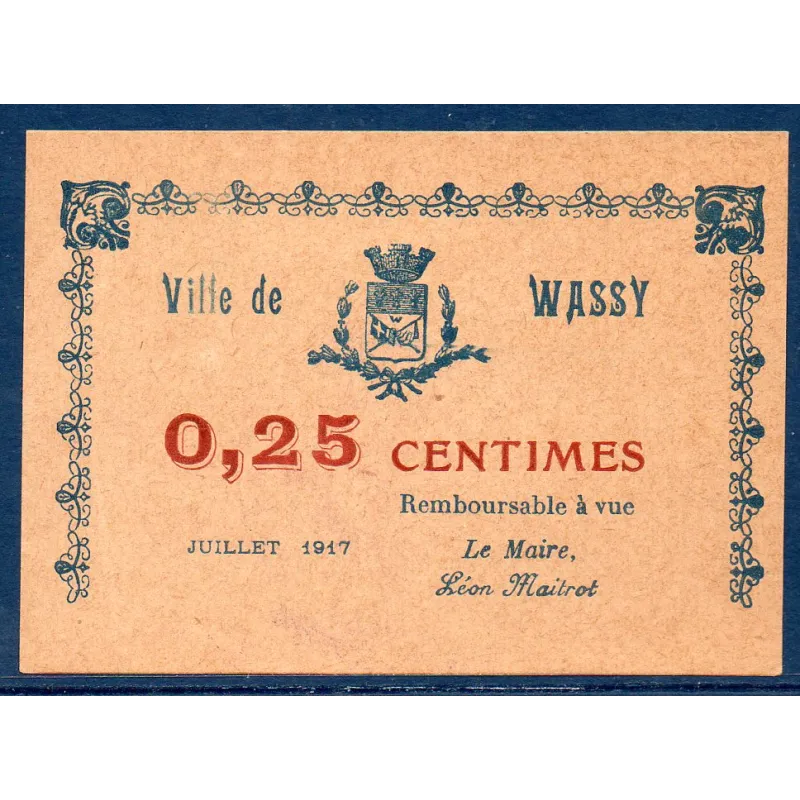 Ville de WASSY
W
0,25 CENTIMES
Remboursable à vue
JUILLET 1917
Le Maire,
Léon Maitrot